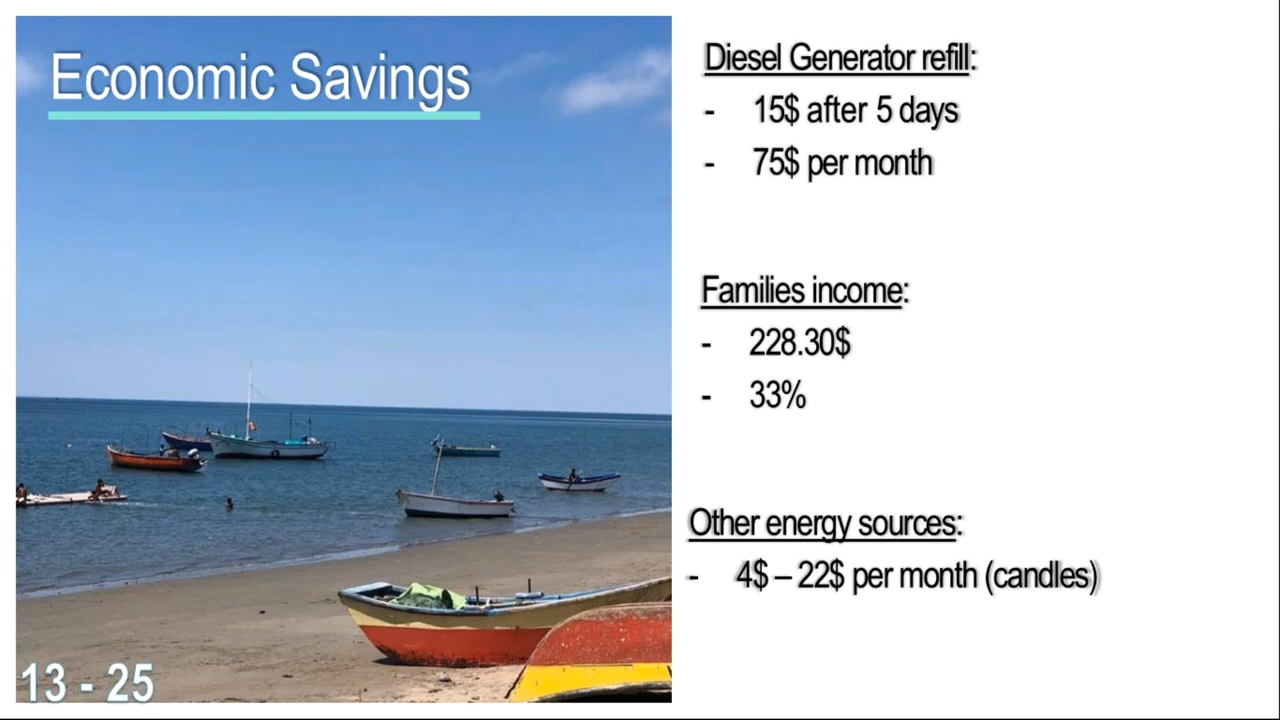 Economic Savings
Diesel Generator refill:
- 15$ after 5 days
- 75$ per month
Families income:
- 228.30$
- 33%
Other energy sources:
- 4$ – 22$ per month (candles)
13 - 25